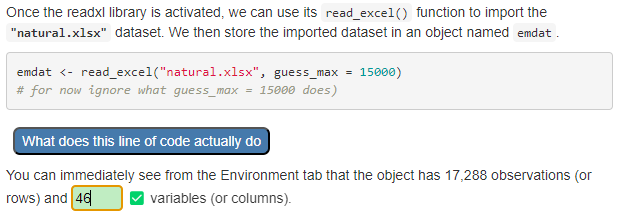 Once the readxl library is activated, we can use its read_excel() function to import the
"natural.xlsx" dataset. We then store the imported dataset in an object named emdat .
emdat <- read_excel("natural.xlsx", guess_max = 15000)
# for now ignore what guess_max = 15000 does)
What does this line of code actually do
You can immediately see from the Environment tab that the object has 17,288 observations (or
rows) and 46 variables (or columns).